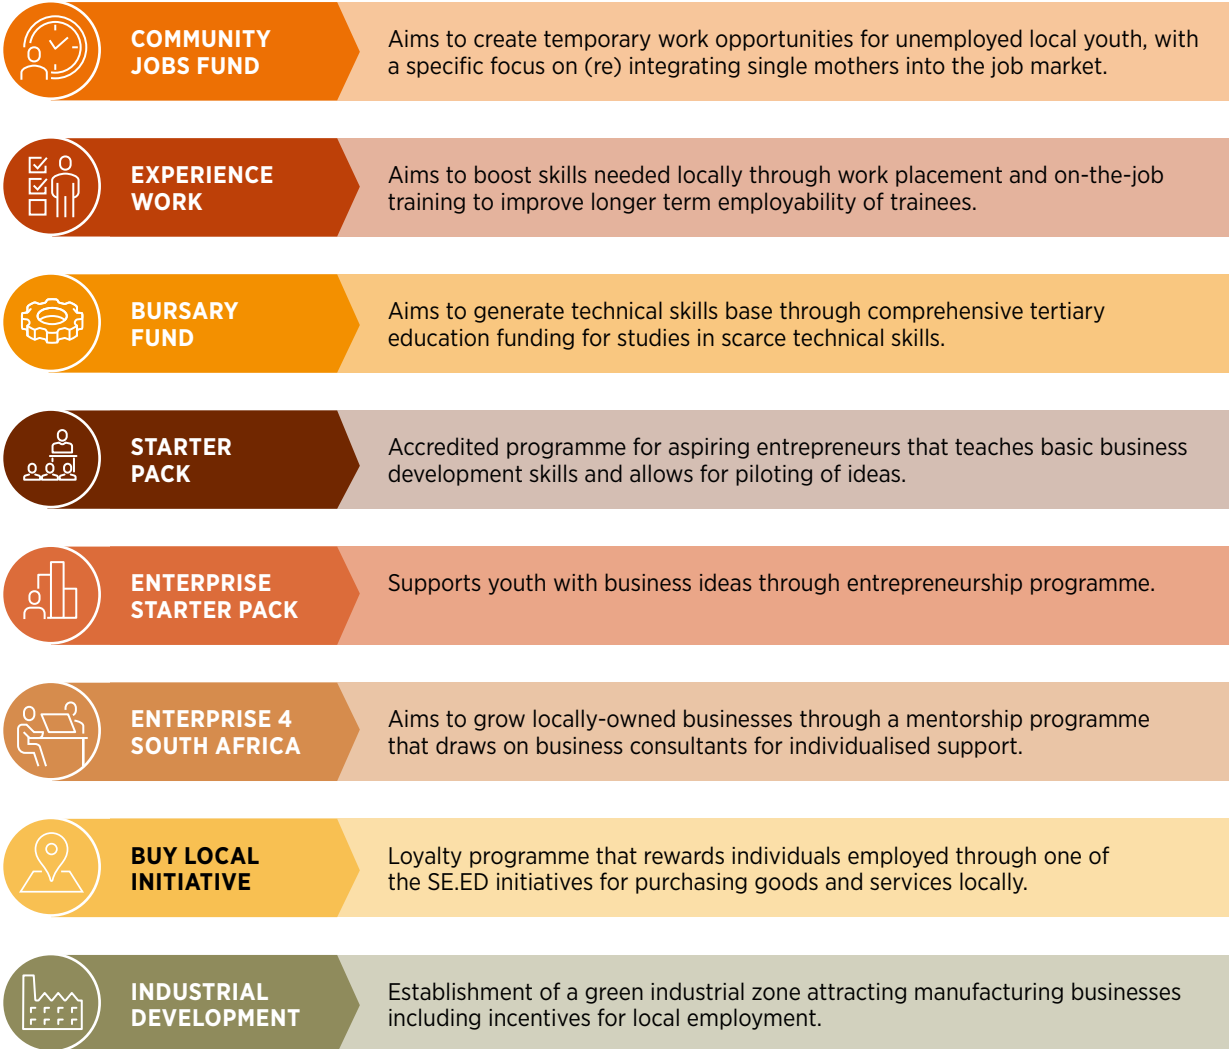 COMMUNITY
JOBS FUND
Aims to create temporary work opportunities for unemployed local youth, with
a specific focus on (re) integrating single mothers into the job market.
EXPERIENCE
WORK
Aims to boost skills needed locally through work placement and on-the-job
training to improve longer term employability of trainees.
BURSARY
FUND
Aims to generate technical skills base through comprehensive tertiary
education funding for studies in scarce technical skills.
STARTER
PACK
Accredited programme for aspiring entrepreneurs that teaches basic business
development skills and allows for piloting of ideas.
ENTERPRISE
STARTER PACK
Supports youth with business ideas through entrepreneurship programme.
ENTERPRISE 4
SOUTH AFRICA
Aims to grow locally-owned businesses through a mentorship programme
that draws on business consultants for individualised support.
BUY LOCAL
INITIATIVE
Loyalty programme that rewards individuals employed through one of
the SE.ED initiatives for purchasing goods and services locally.
INDUSTRIAL
DEVELOPMENT
Establishment of a green industrial zone attracting manufacturing businesses
including incentives for local employment.